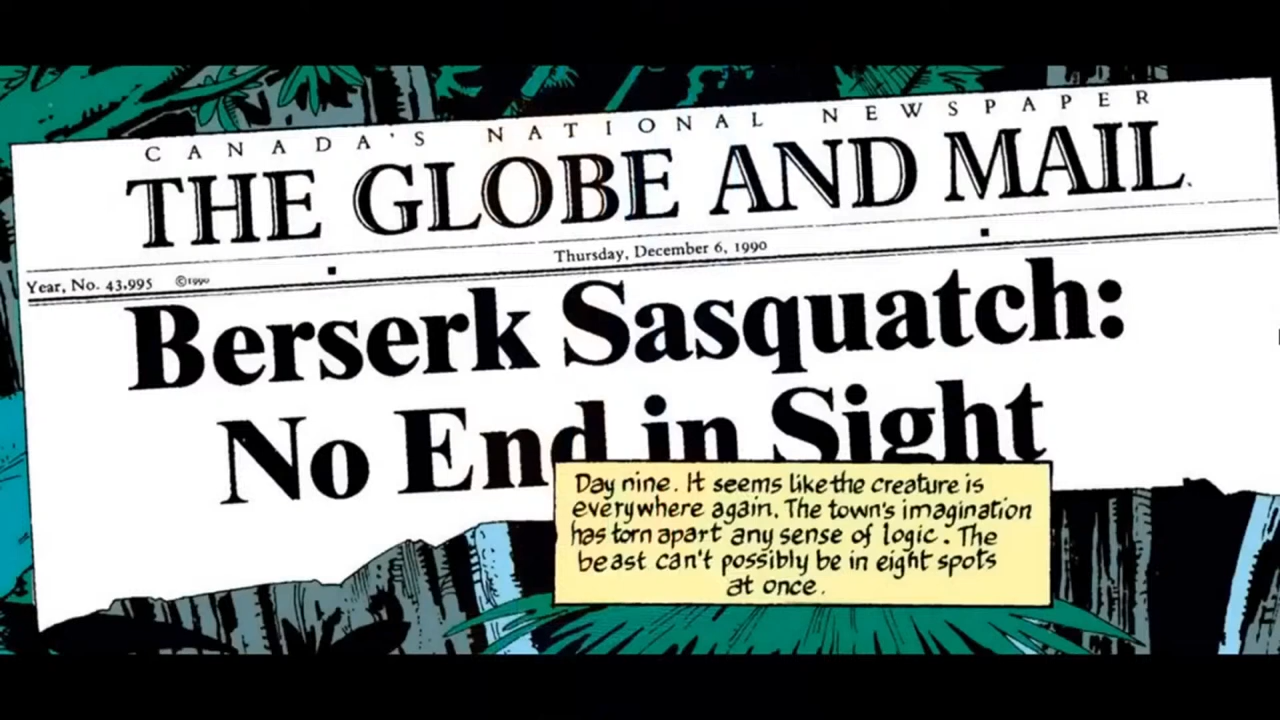 CANADA'S NATIONAL NEWSPAPER
THE GLOBE AND MAIL
Thursday, December 6, 1990
Year, No. 43,995 ©1990
Berserk Sasquatch:
No End in Sight
Day nine. It seems like the creature is
everywhere again. The town's imagination
has torn apart any sense of logic. The
beast can't possibly be in eight spots
at once.